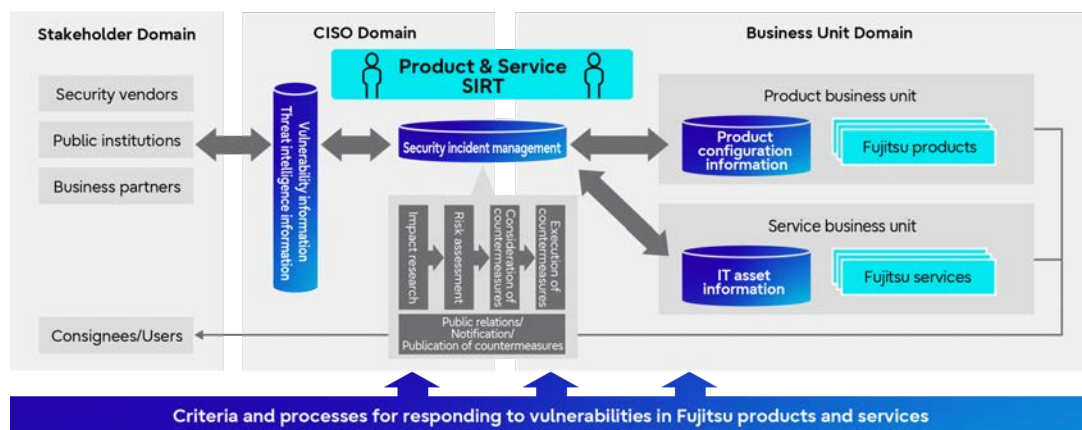 Stakeholder Domain
CISO Domain
Business Unit Domain
Product & Service
SIRT
Security vendors
Public institutions
Business partners
Consignees/Users
Vulnerability information
Threat intelligence information
Security incident management
Impact research
Risk assessment
Consideration of
countermeasures
Execution of
countermeasures
Public relations/
Notification/
Publication of countermeasures
Product business unit
Product
configuration
information
Fujitsu products
Service business unit
IT asset
information
Fujitsu services
Criteria and processes for responding to vulnerabilities in Fujitsu products and services